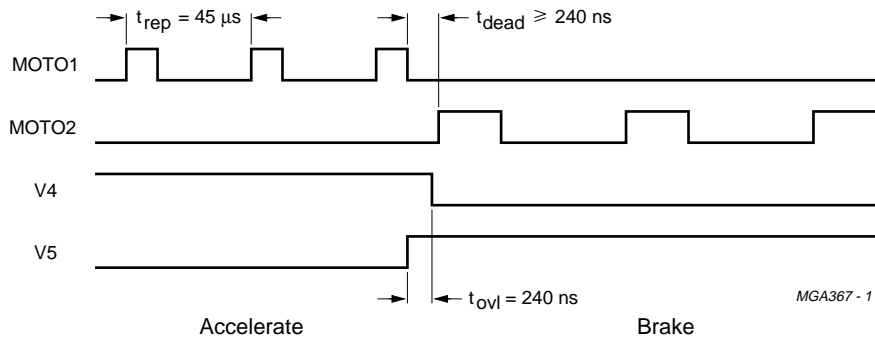 t_rep = 45 μs
t_dead ≥ 240 ns
MOTO1
MOTO2
V4
V5
t_ovl = 240 ns
MGA367 - 1
Accelerate
Brake